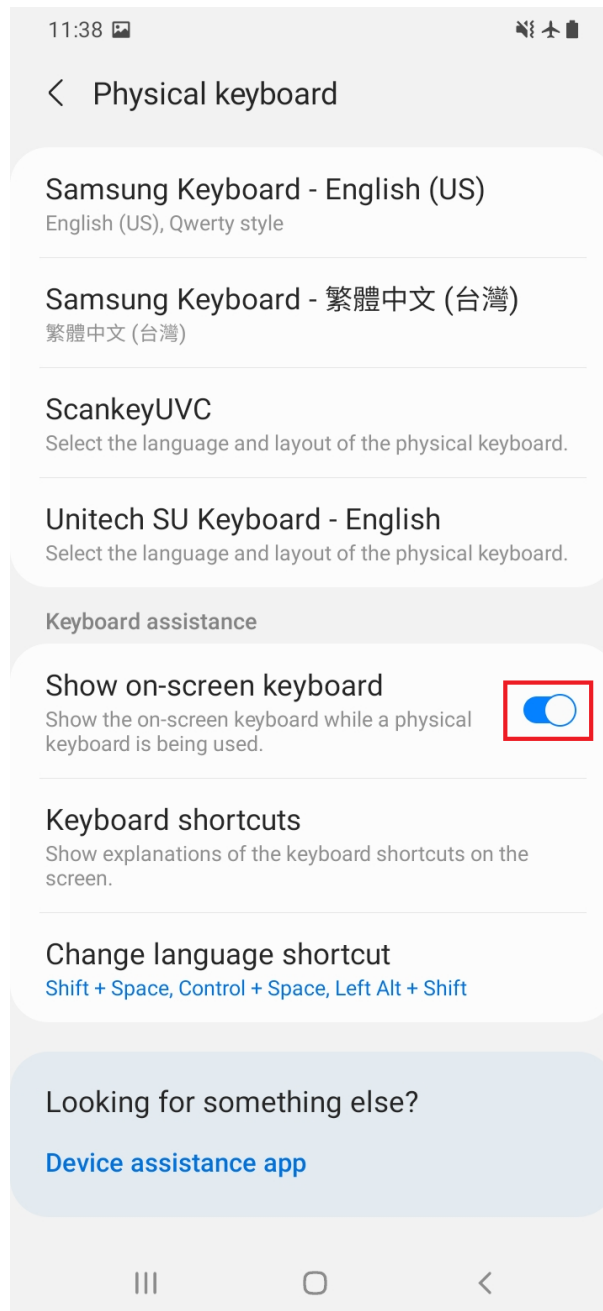 11:38
Physical keyboard
Samsung Keyboard - English (US)
English (US), Qwerty style
Samsung Keyboard - 繁體中文 (台灣)
繁體中文 (台灣)
ScankeyUVC
Select the language and layout of the physical keyboard.
Unitech SU Keyboard - English
Select the language and layout of the physical keyboard.
Keyboard assistance
Show on-screen keyboard
Show the on-screen keyboard while a physical
keyboard is being used.
Keyboard shortcuts
Show explanations of the keyboard shortcuts on the
screen.
Change language shortcut
Shift + Space, Control + Space, Left Alt + Shift
Looking for something else?
Device assistance app